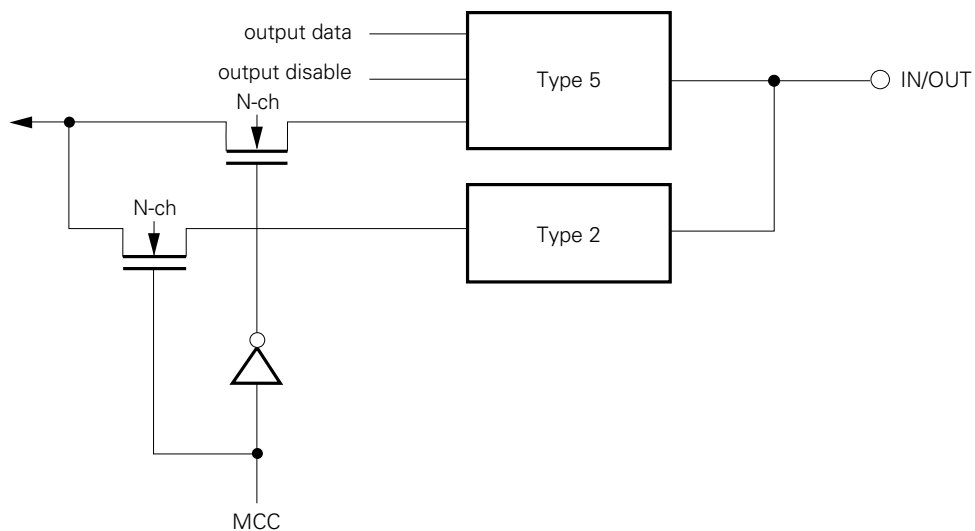 output data
output disable
Type 5
IN/OUT
N-ch
N-ch
Type 2
MCC